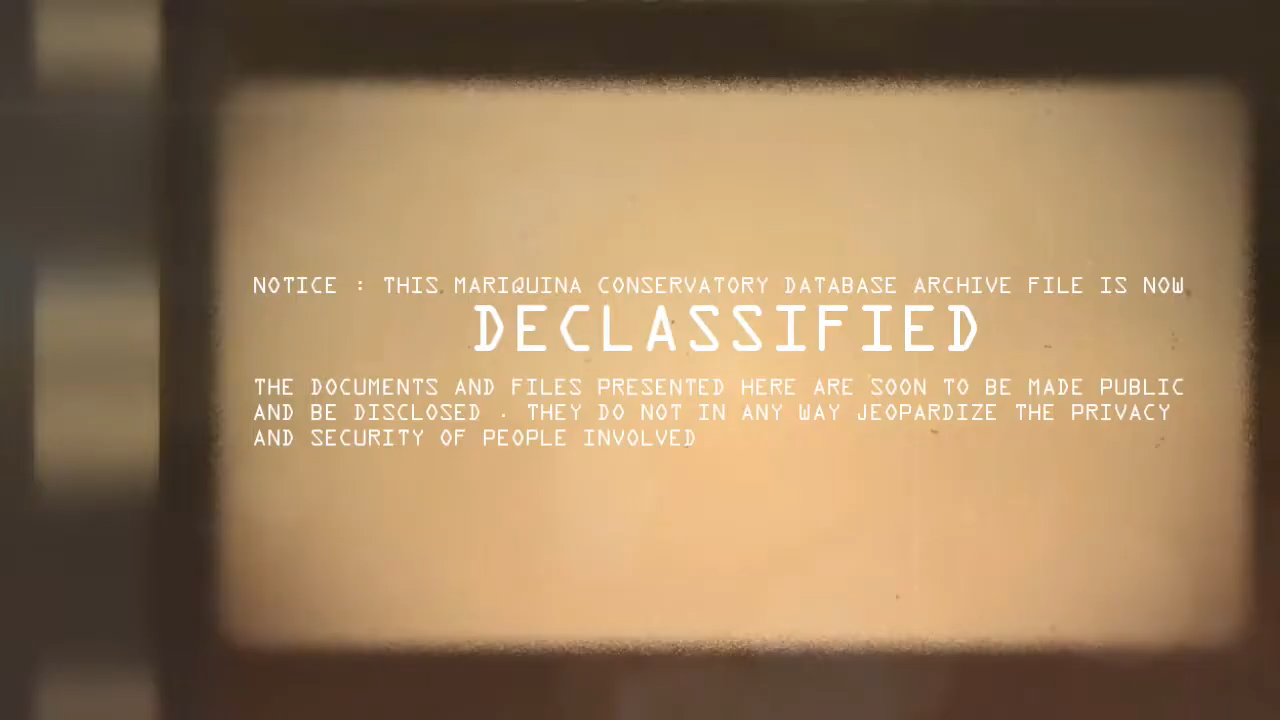 NOTICE : THIS MARIQUINA CONSERVATORY DATABASE ARCHIVE FILE IS NOW
DECLASSIFIED
THE DOCUMENTS AND FILES PRESENTED HERE ARE SOON TO BE MADE PUBLIC
AND BE DISCLOSED . THEY DO NOT IN ANY WAY JEOPARDIZE THE PRIVACY
AND SECURITY OF PEOPLE INVOLVED